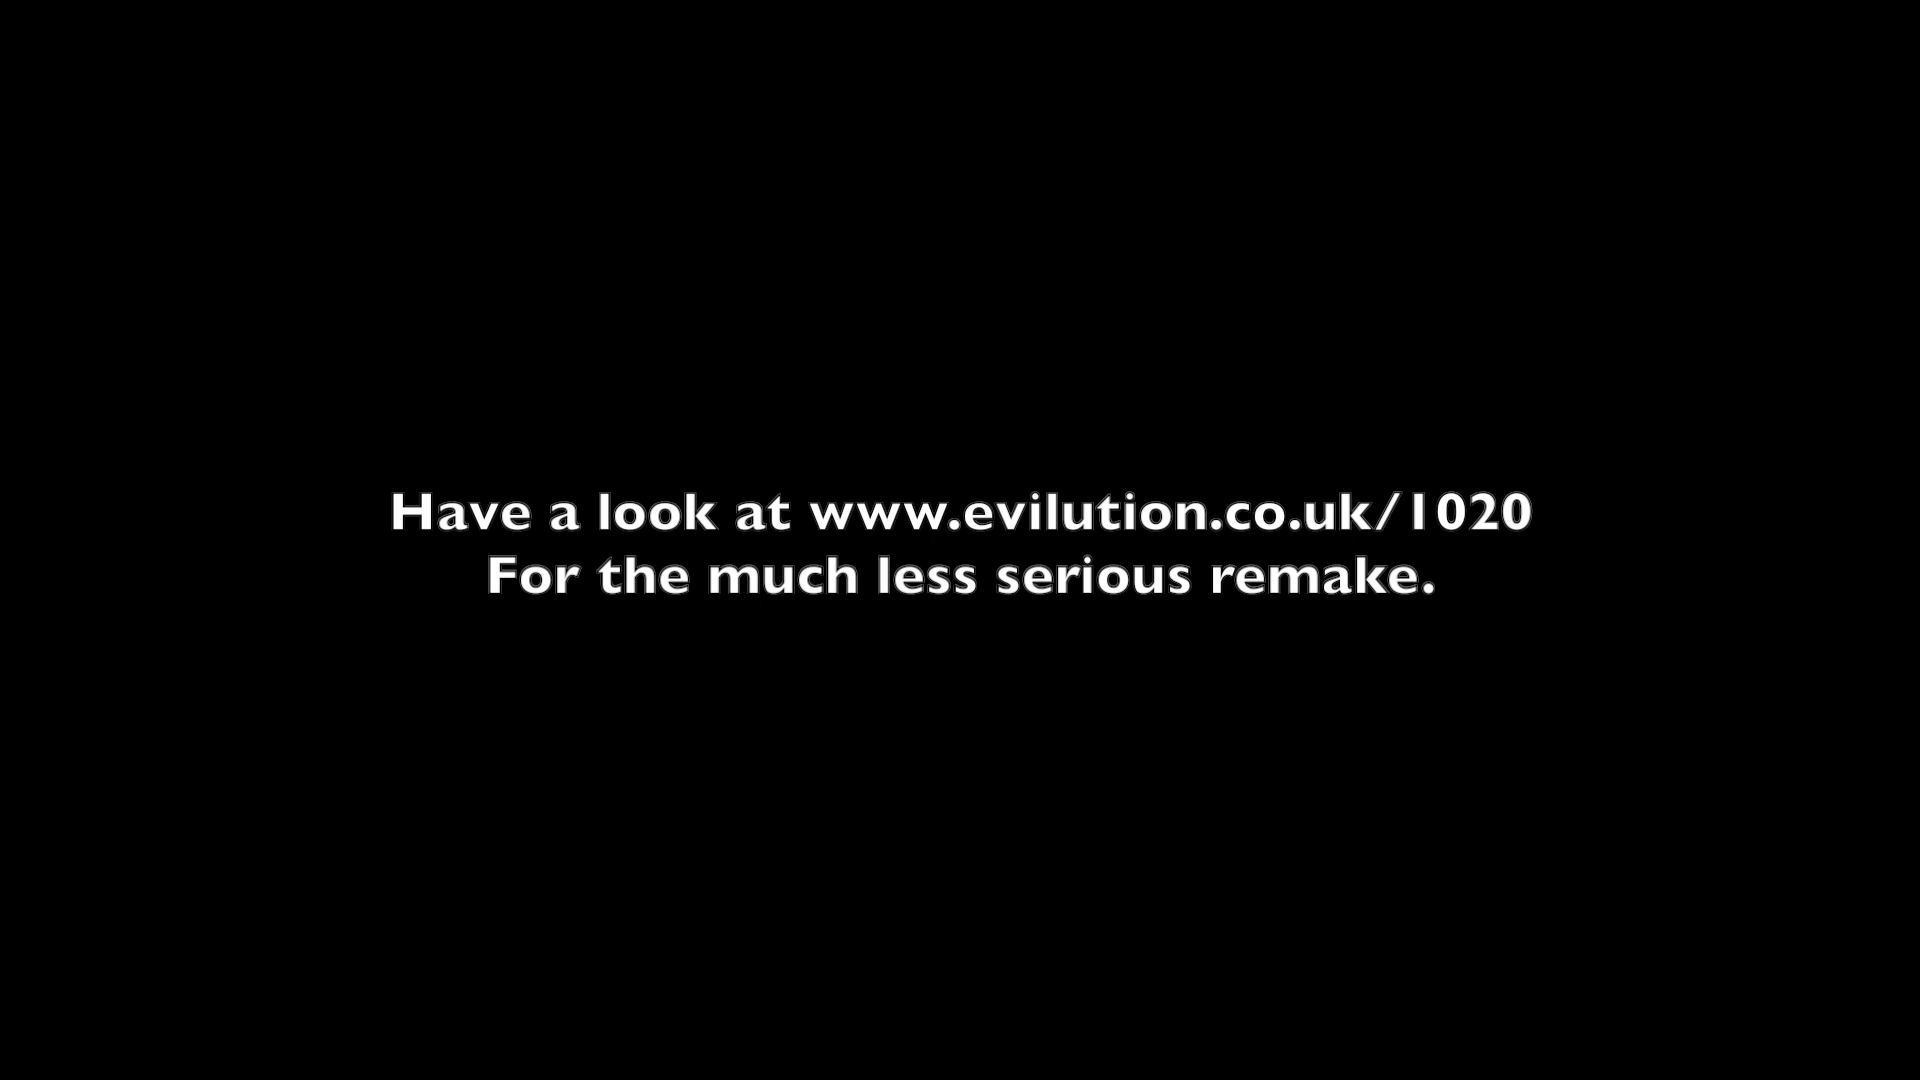 Have a look at www.evilution.co.uk/1020
For the much less serious remake.